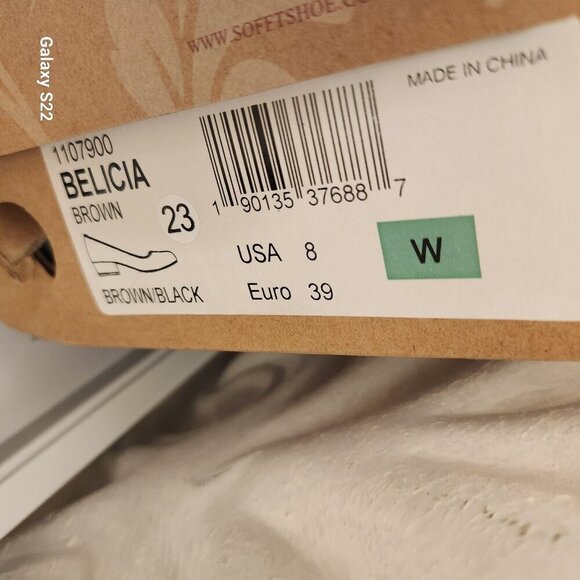 Galaxy S22
WWW.SOFFTSHOE.CO
MADE IN CHINA
1107900
BELICIA
BROWN
23
1 90135 37688 7
USA 8
W
BROWN/BLACK
Euro 39